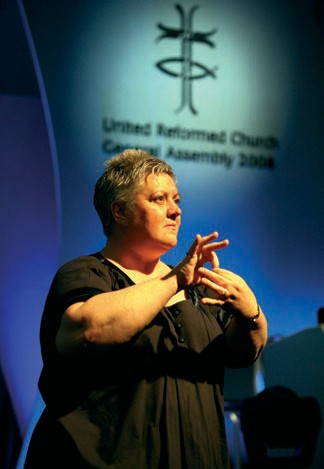 United Reformed Church
General Assembly 2008